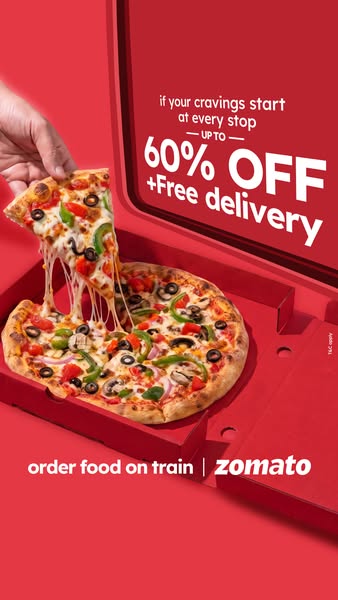 if your cravings start
at every stop
UP TO
60% OFF
+Free delivery
T&C apply
order food on train | zomato